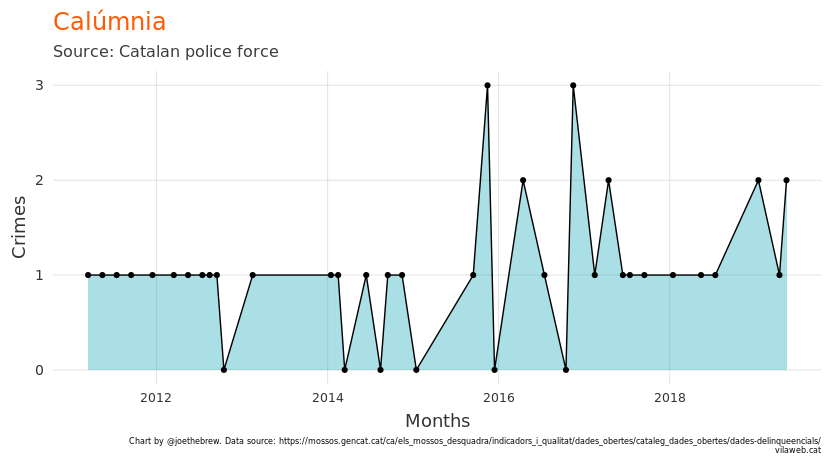 Calúmnia
Source: Catalan police force
3
2
1
0
Crimes
2012 2014 2016 2018
Months
Chart by @joethebrew. Data source: https://mossos.gencat.cat/ca/els_mossos_desquadra/indicadors_i_qualitat/dades_obertes/cataleg_dades_obertes/dades-delinqueencials/
vilaweb.cat